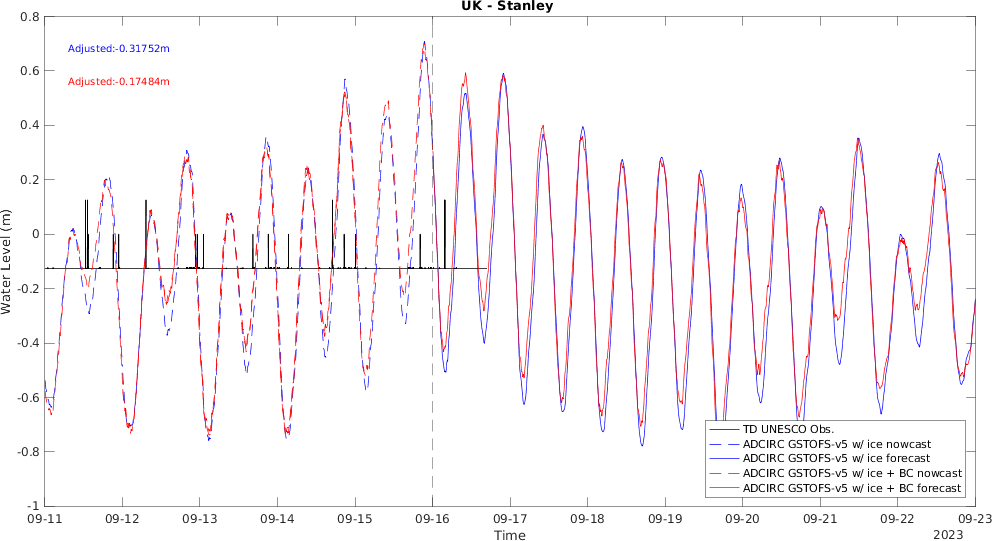 UK - Stanley
Adjusted:-0.31752m
Adjusted:-0.17484m
Water Level (m)
0.8
0.6
0.4
0.2
0
-0.2
-0.4
-0.6
-0.8
-1
TD UNESCO Obs.
ADCIRC GSTOFS-v5 w/ ice nowcast
ADCIRC GSTOFS-v5 w/ ice forecast
ADCIRC GSTOFS-v5 w/ ice + BC nowcast
ADCIRC GSTOFS-v5 w/ ice + BC forecast
09-11 09-12 09-13 09-14 09-15 09-16 09-17 09-18 09-19 09-20 09-21 09-22 09-23
Time
2023